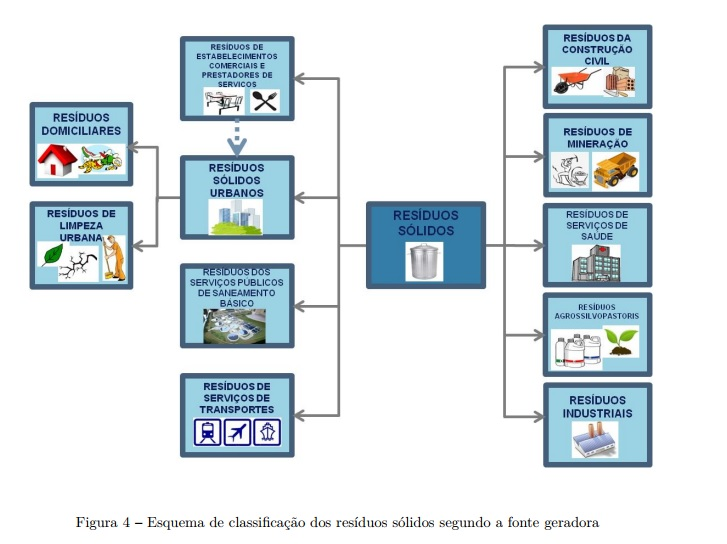 RESÍDUOS DE
ESTABELECIMENTOS
COMERCIAIS E
PRESTADORES DE
SERVIÇOS
RESÍDUOS
DOMICILIARES
RESÍDUOS
SÓLIDOS
URBANOS
RESÍDUOS DE
LIMPEZA
URBANA
RESÍDUOS DOS
SERVIÇOS PÚBLICOS
DE SANEAMENTO
BÁSICO
RESÍDUOS DE
SERVIÇOS DE
TRANSPORTES
RESÍDUOS
SÓLIDOS
RESÍDUOS DA
CONSTRUÇÃO
CIVIL
RESÍDUOS DE
MINERAÇÃO
RESÍDUOS DE
SERVIÇOS DE
SAÚDE
RESÍDUOS
AGROSSILVOPASTORIS
RESÍDUOS
INDUSTRIAIS
Figura 4 – Esquema de classificação dos resíduos sólidos segundo a fonte geradora